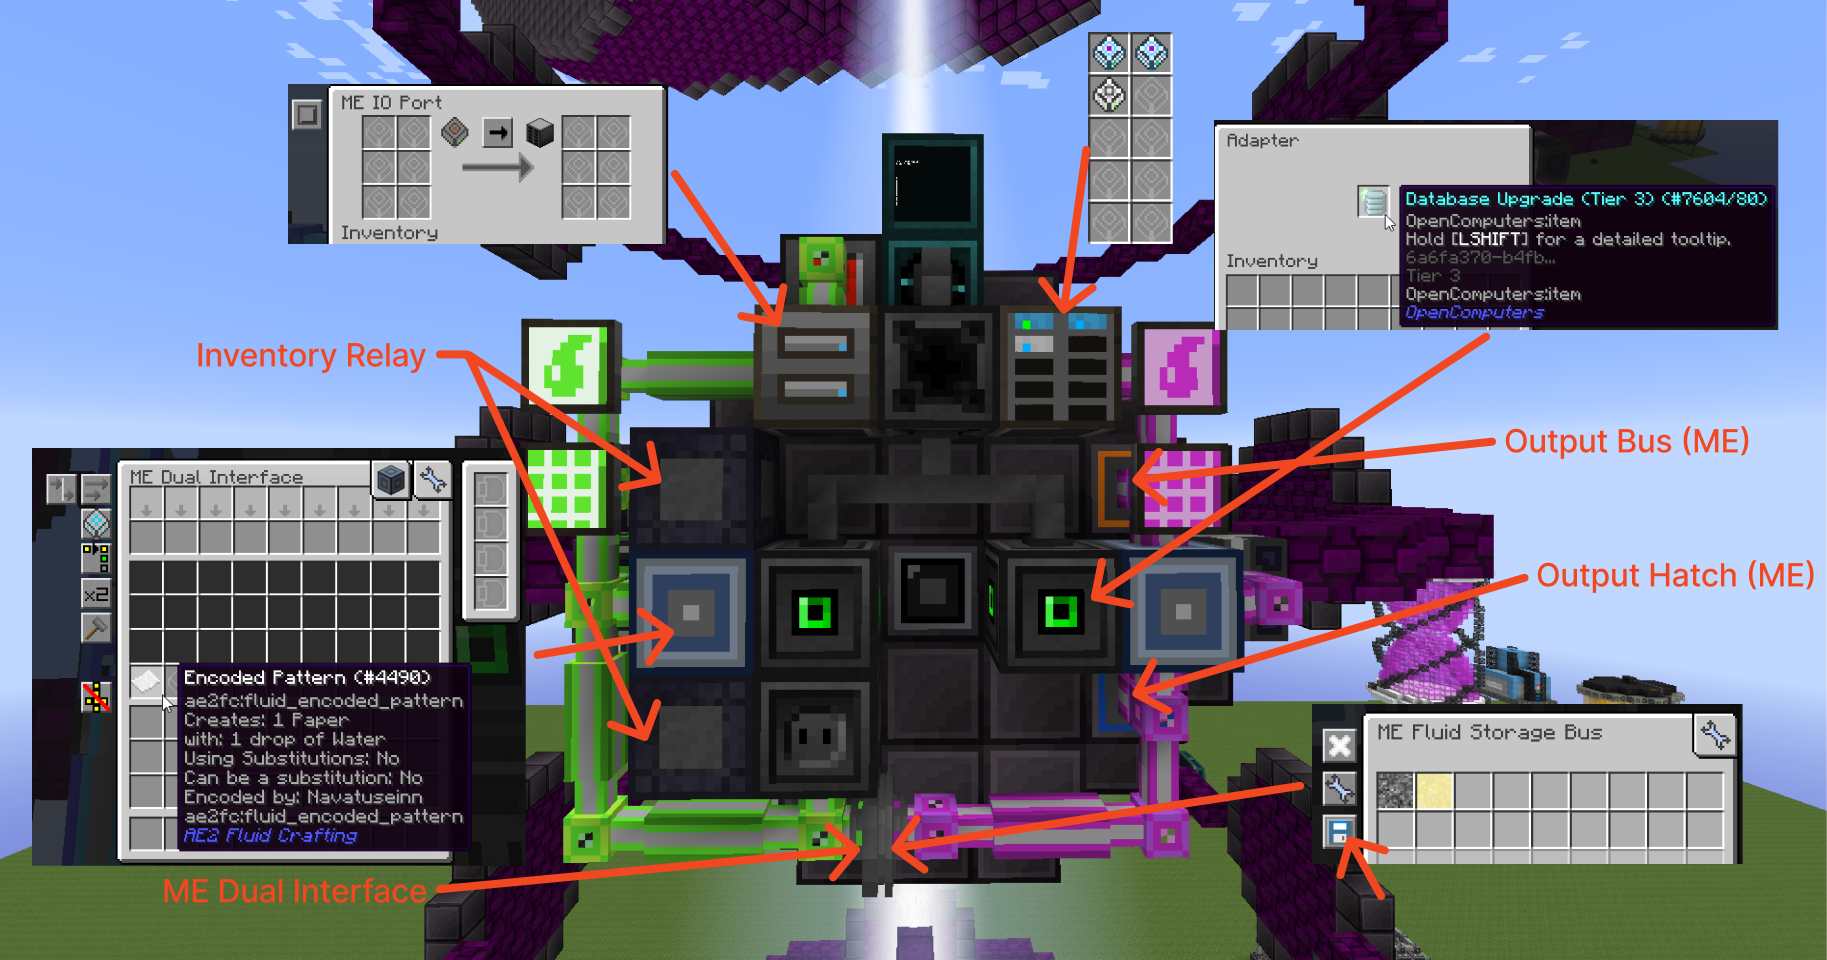 ME IO Port
Inventory
Adapter
Database Upgrade (Tier 3) (#7604/80)
OpenComputers:item
Hold [LSHIFT] for a detailed tooltip.
6a6fa370-b4fb…
Tier 3
OpenComputers:item
OpenComputers
Inventory
Inventory Relay
Output Bus (ME)
ME Dual Interface
x2
Encoded Pattern (#4490)
ae2fc:fluid_encoded_pattern
Creates: 1 Paper
with: 1 drop of Water
Using Substitutions: No
Can be a substitution: No
Encoded by: Navatuseinn
ae2fc:fluid_encoded_pattern
AE2 Fluid Crafting
Output Hatch (ME)
ME Fluid Storage Bus
ME Dual Interface